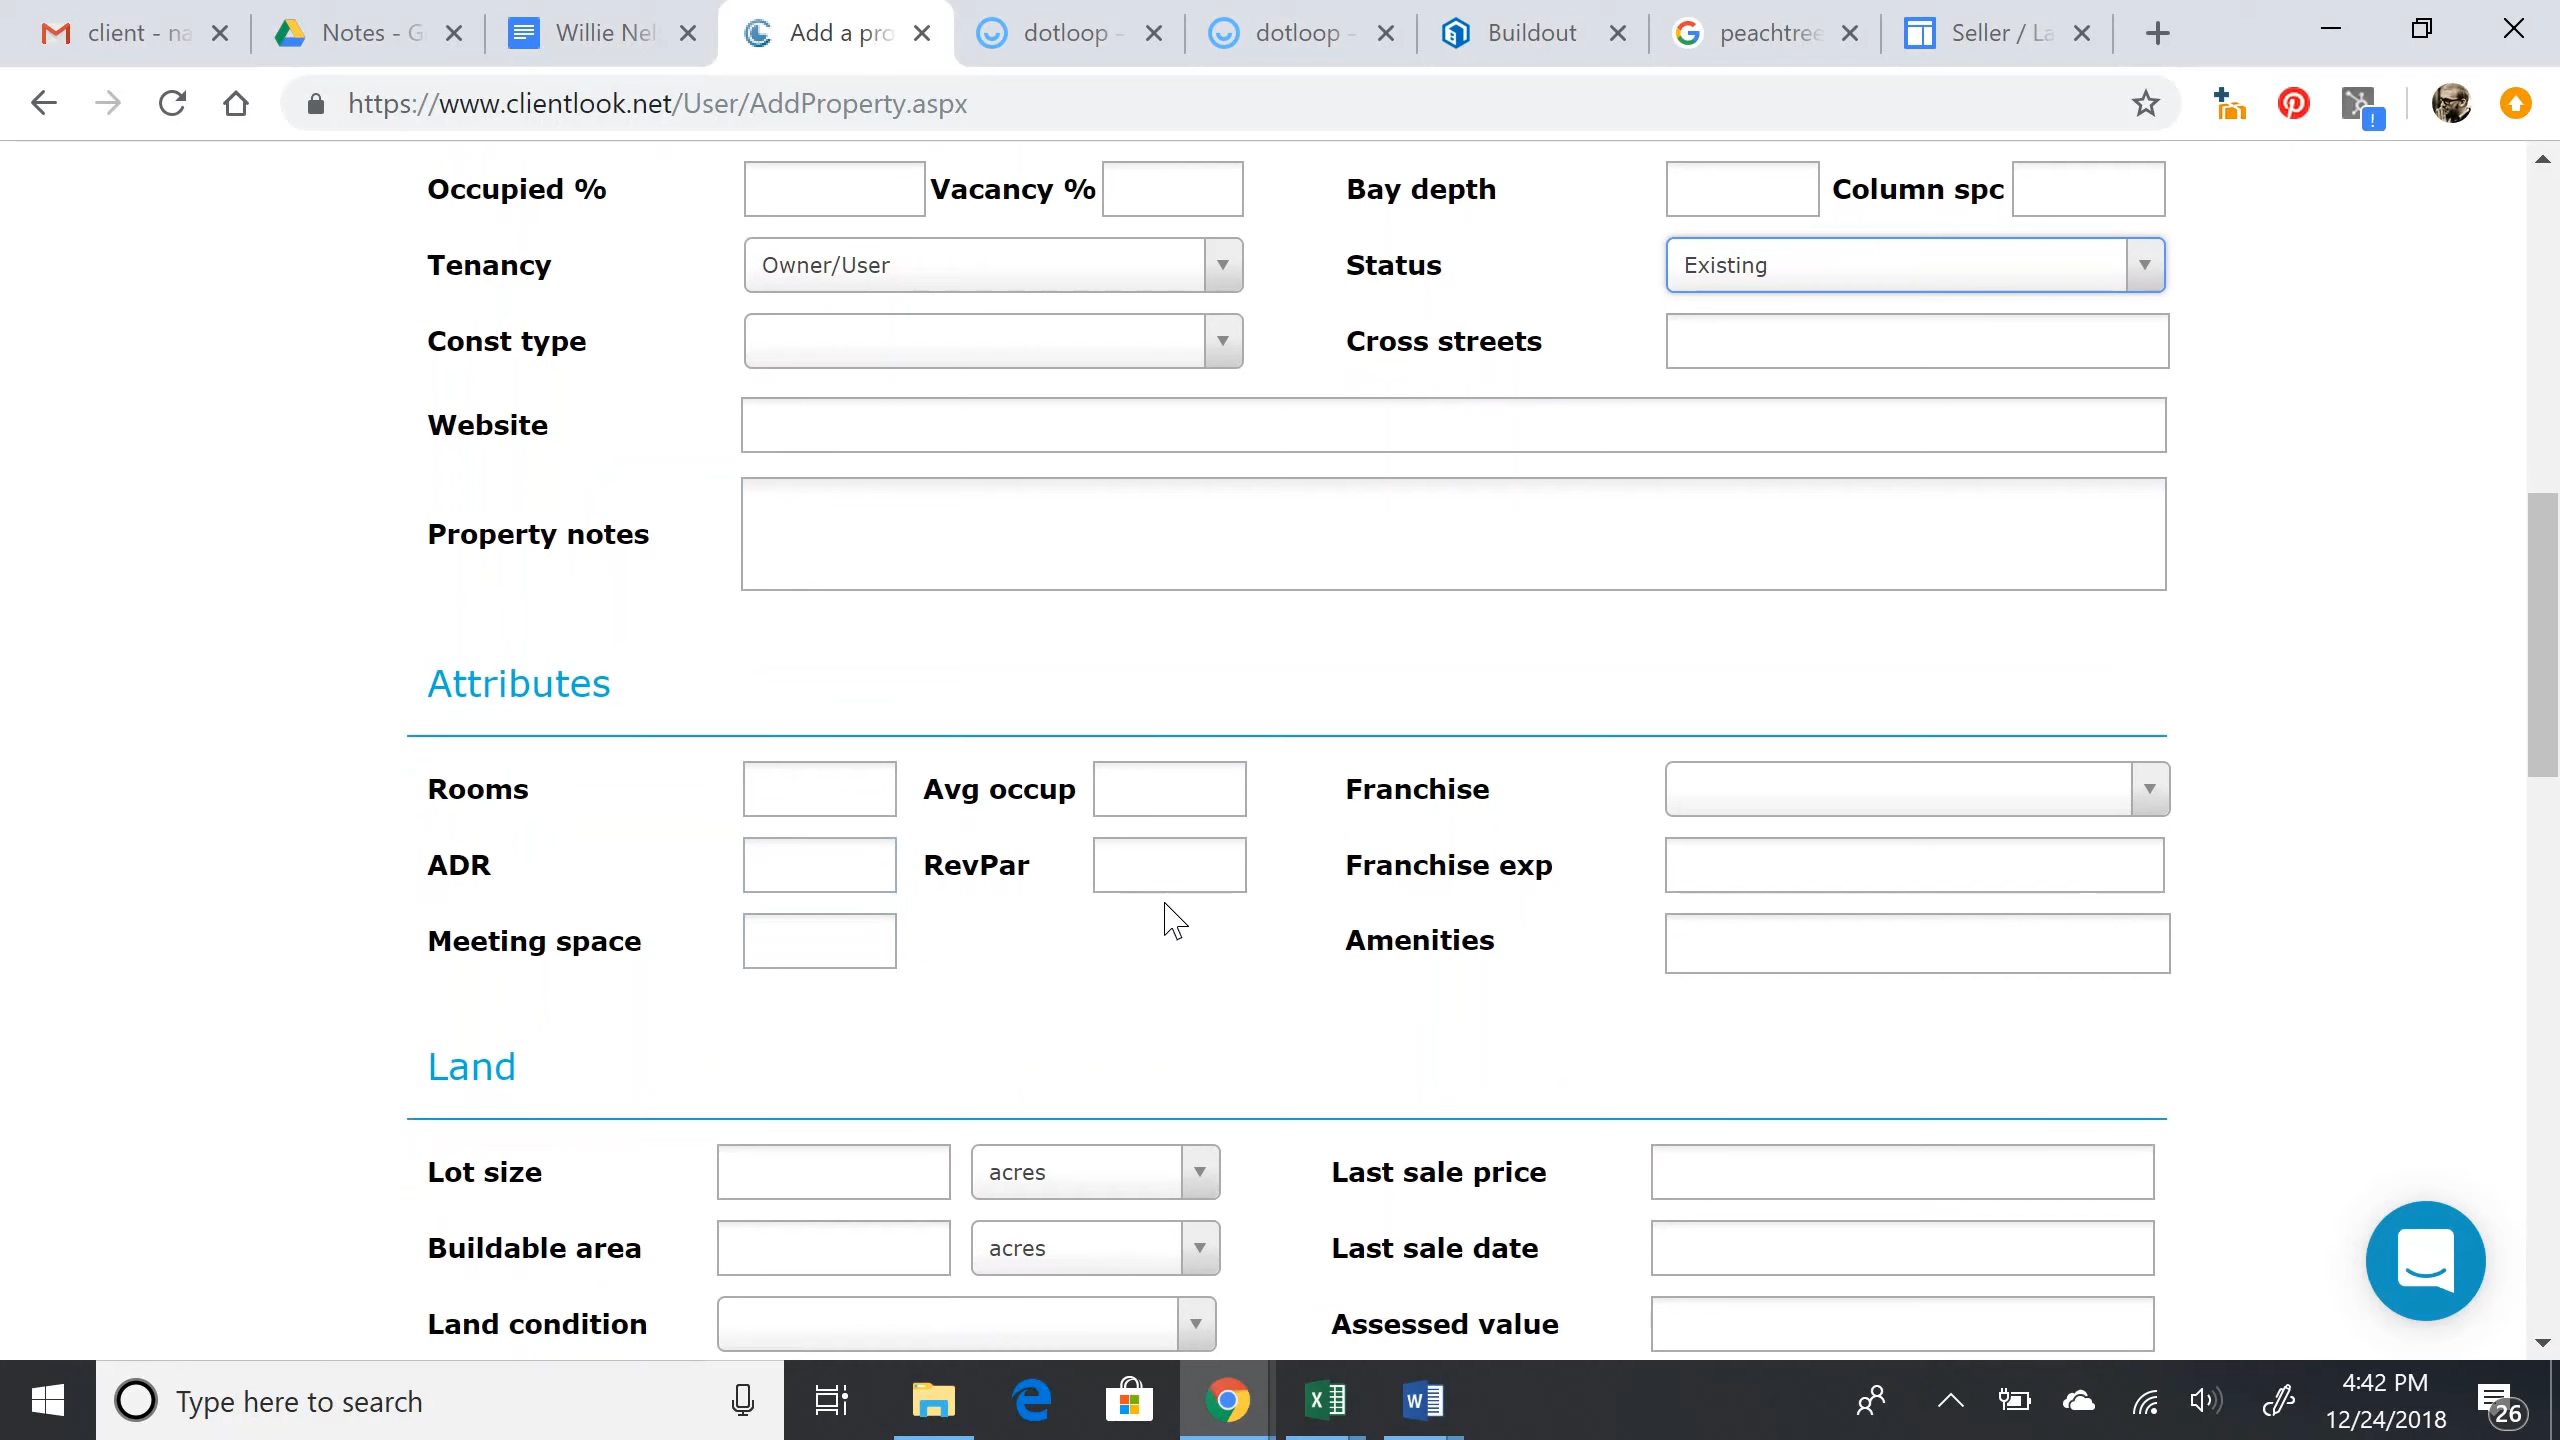 client - na
Notes - G
Willie Nel
Add a pro
dotloop -
dotloop -
Buildout
peachtree
Seller / La
https://www.clientlook.net/User/AddProperty.aspx
Occupied % Vacancy % Bay depth Column spc
Tenancy Owner/User Status Existing
Const type Cross streets
Website
Property notes
Attributes
Rooms Avg occup Franchise
ADR RevPar Franchise exp
Meeting space Amenities
Land
Lot size acres Last sale price
Buildable area acres Last sale date
Land condition Assessed value
Type here to search
4:42 PM
12/24/2018
26